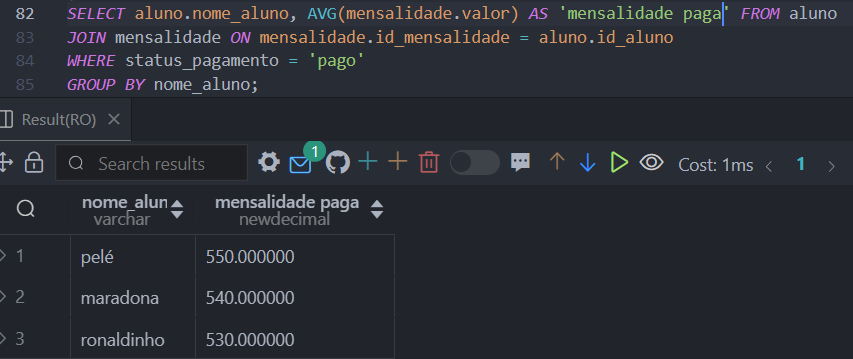 82 SELECT aluno.nome_aluno, AVG(mensalidade.valor) AS 'mensalidade paga' FROM aluno
83 JOIN mensalidade ON mensalidade.id_mensalidade = aluno.id_aluno
84 WHERE status_pagamento = 'pago'
85 GROUP BY nome_aluno;
Result(RO)
Search results 1 Cost: 1ms 1
nome_alun mensalidade paga
varchar newdecimal
1 pelé 550.000000
2 maradona 540.000000
3 ronaldinho 530.000000